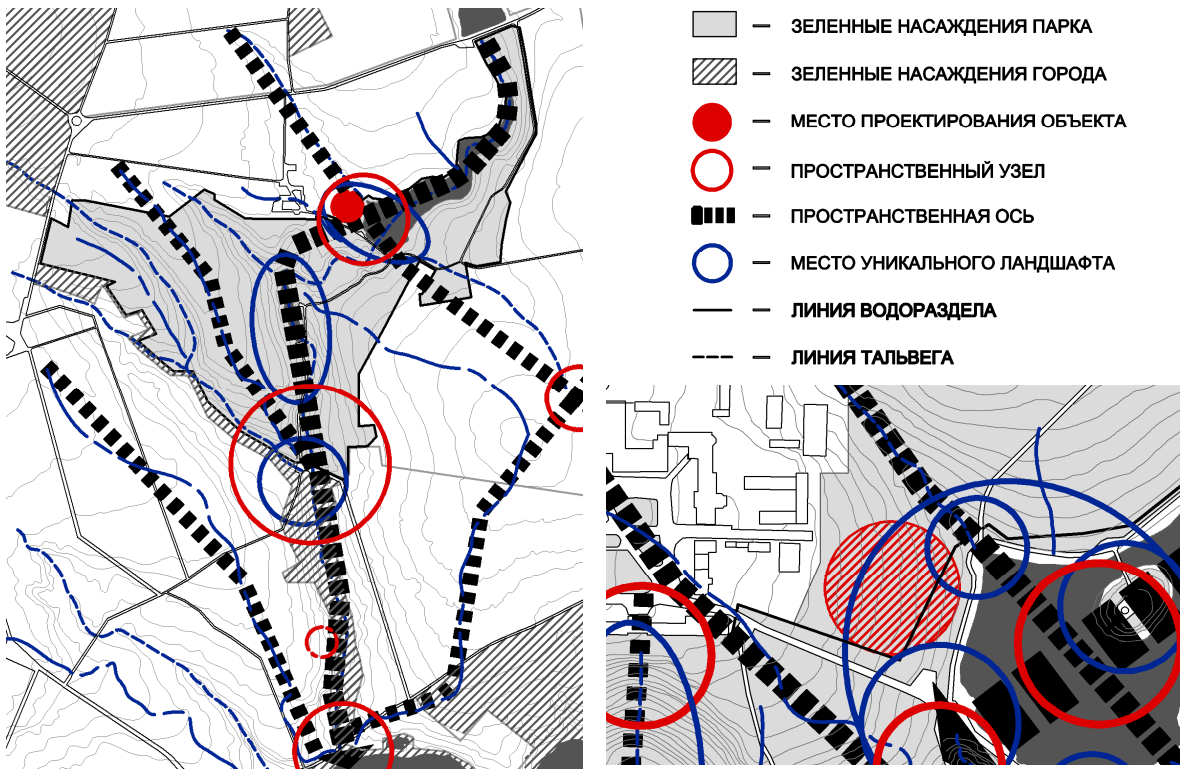 ЗЕЛЕННЫЕ НАСАЖДЕНИЯ ПАРКА
ЗЕЛЕННЫЕ НАСАЖДЕНИЯ ГОРОДА
МЕСТО ПРОЕКТИРОВАНИЯ ОБЪЕКТА
ПРОСТРАНСТВЕННЫЙ УЗЕЛ
ПРОСТРАНСТВЕННАЯ ОСЬ
МЕСТО УНИКАЛЬНОГО ЛАНДШАФТА
ЛИНИЯ ВОДОРАЗДЕЛА
ЛИНИЯ ТАЛЬВЕГА